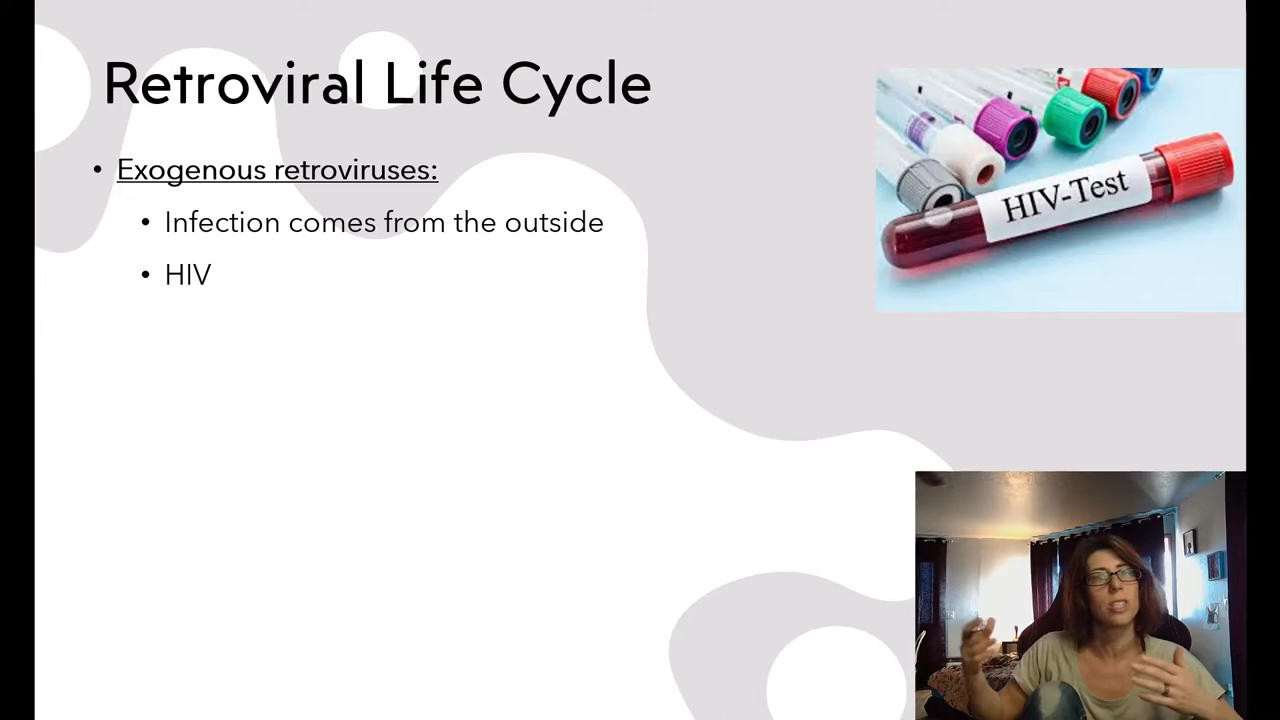 Retroviral Life Cycle
• Exogenous retroviruses:
• Infection comes from the outside
• HIV
HIV-Test